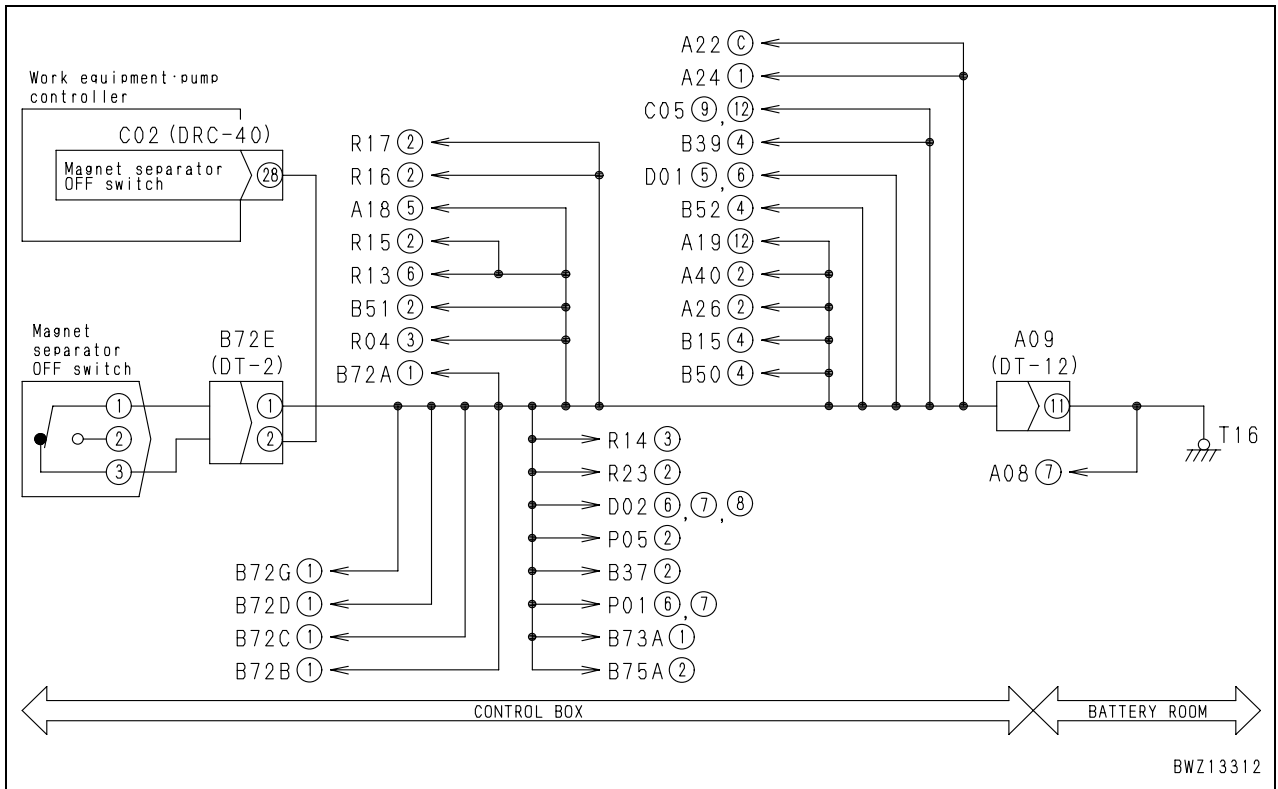 Work equipment·pump
controller
C02 (DRC-40)
Magnet separator
OFF switch
28
R17 2
R16 2
A18 5
R15 2
R13 6
B51 2
R04 3
B72A 1
A22 C
A24 1
C05 9, 12
B39 4
D01 5, 6
B52 4
A19 12
A40 2
A26 2
B15 4
B50 4
Magnet
separator
OFF switch
1
2
3
B72E
(DT-2)
1
2
A09
(DT-12)
11
T16
A08 7
R14 3
R23 2
D02 6, 7, 8
P05 2
B37 2
P01 6, 7
B73A 1
B75A 2
B72G 1
B72D 1
B72C 1
B72B 1
CONTROL BOX
BATTERY ROOM
BWZ13312